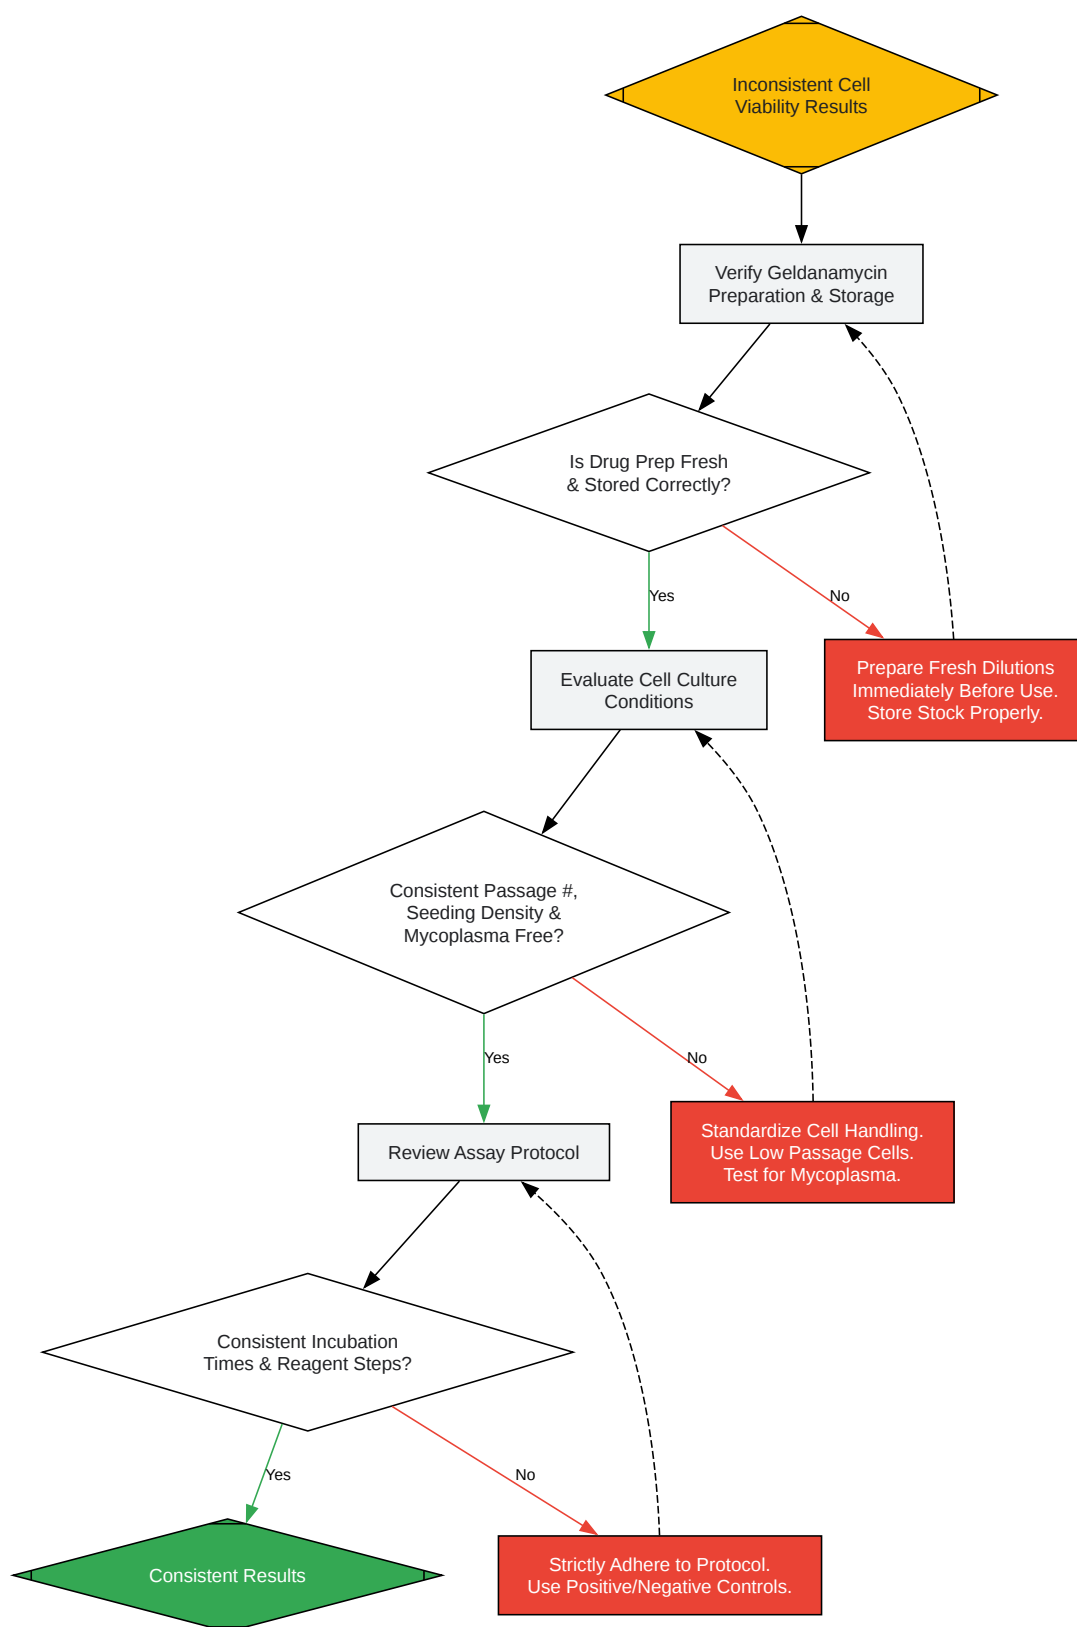 Inconsistent Cell
Viability Results
Verify Geldanamycin
Preparation & Storage
Is Drug Prep Fresh
& Stored Correctly?
Yes
No
Prepare Fresh Dilutions
Immediately Before Use.
Store Stock Properly.
Evaluate Cell Culture
Conditions
Consistent Passage #,
Seeding Density &
Mycoplasma Free?
Yes
No
Standardize Cell Handling.
Use Low Passage Cells.
Test for Mycoplasma.
Review Assay Protocol
Consistent Incubation
Times & Reagent Steps?
Yes
No
Consistent Results
Strictly Adhere to Protocol.
Use Positive/Negative Controls.